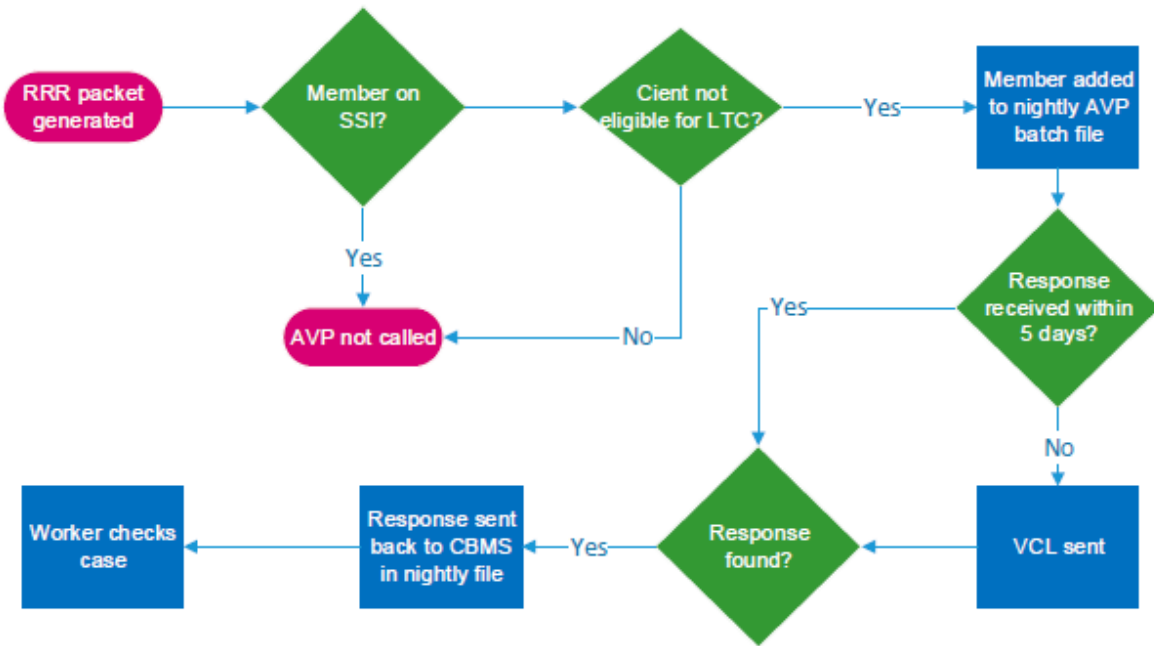 RRR packet
generated
Member on
SSI?
Cient not
eligible for LTC?
Yes
Member added
to nightly AVP
batch file
Yes
AVP not called
No
Yes
Response
received within
5 days?
No
Worker checks
case
Response sent
back to CBMS
in nightly file
Yes
Response
found?
VCL sent